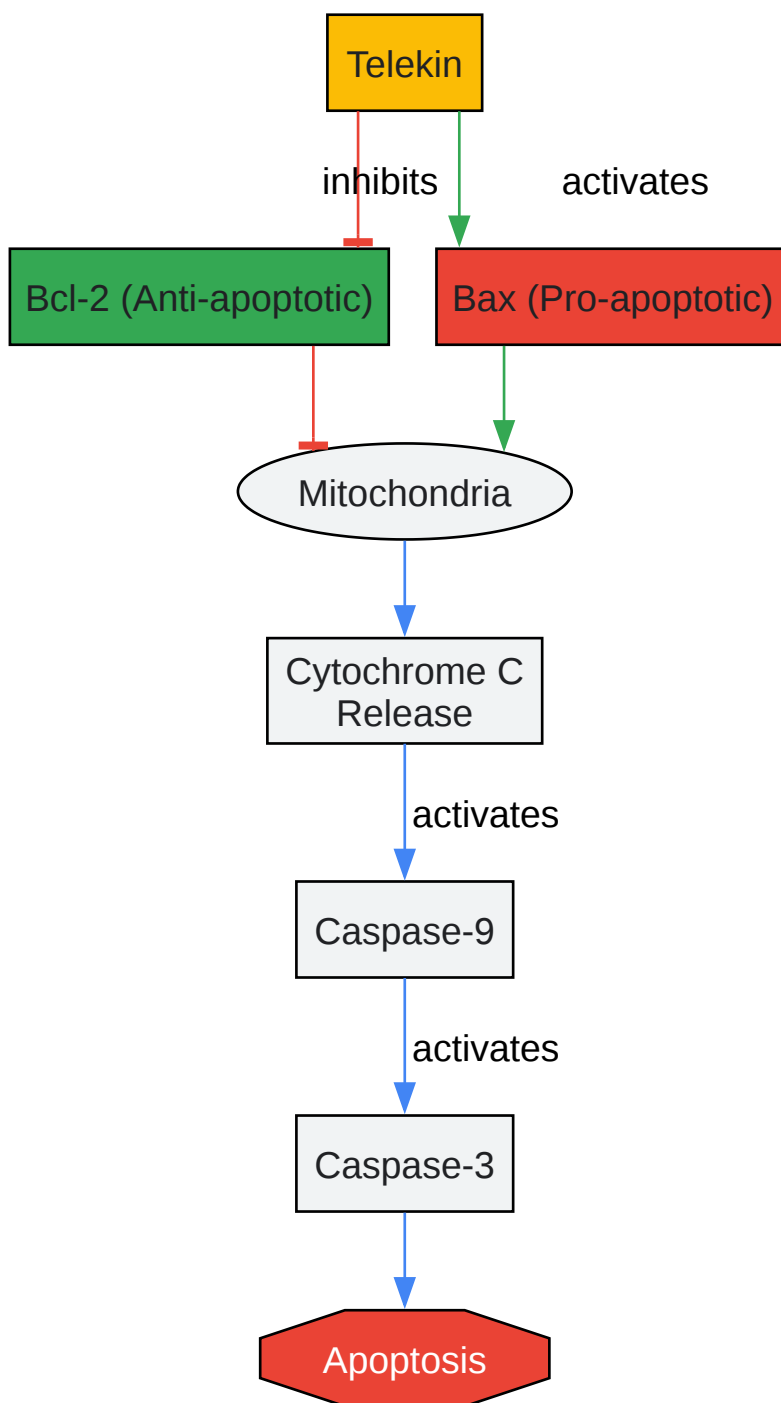 Telekin
inhibits
activates
Bcl-2 (Anti-apoptotic)
Bax (Pro-apoptotic)
Mitochondria
Cytochrome C
Release
activates
Caspase-9
activates
Caspase-3
Apoptosis